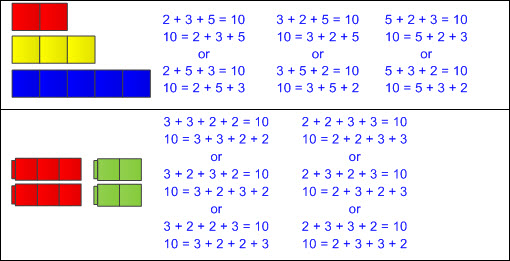 2 + 3 + 5 = 10
10 = 2 + 3 + 5
or
2 + 5 + 3 = 10
10 = 2 + 5 + 3
3 + 2 + 5 = 10
10 = 3 + 2 + 5
or
3 + 5 + 2 = 10
10 = 3 + 5 + 2
5 + 2 + 3 = 10
10 = 5 + 2 + 3
or
5 + 3 + 2 = 10
10 = 5 + 3 + 2
3 + 3 + 2 + 2 = 10
10 = 3 + 3 + 2 + 2
or
3 + 2 + 3 + 2 = 10
10 = 3 + 2 + 3 + 2
or
3 + 2 + 2 + 3 = 10
10 = 3 + 2 + 2 + 3
2 + 2 + 3 + 3 = 10
10 = 2 + 2 + 3 + 3
or
2 + 3 + 2 + 3 = 10
10 = 2 + 3 + 2 + 3
or
2 + 3 + 3 + 2 = 10
10 = 2 + 3 + 3 + 2